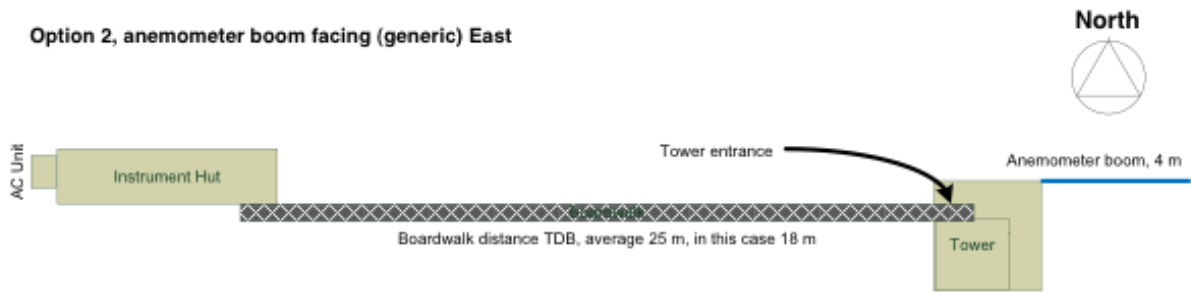 North
Option 2, anemometer boom facing (generic) East
Tower entrance
Anemometer boom, 4 m
AC Unit
Instrument Hut
Boardwalk
Boardwalk distance TDB, average 25 m, in this case 18 m
Tower